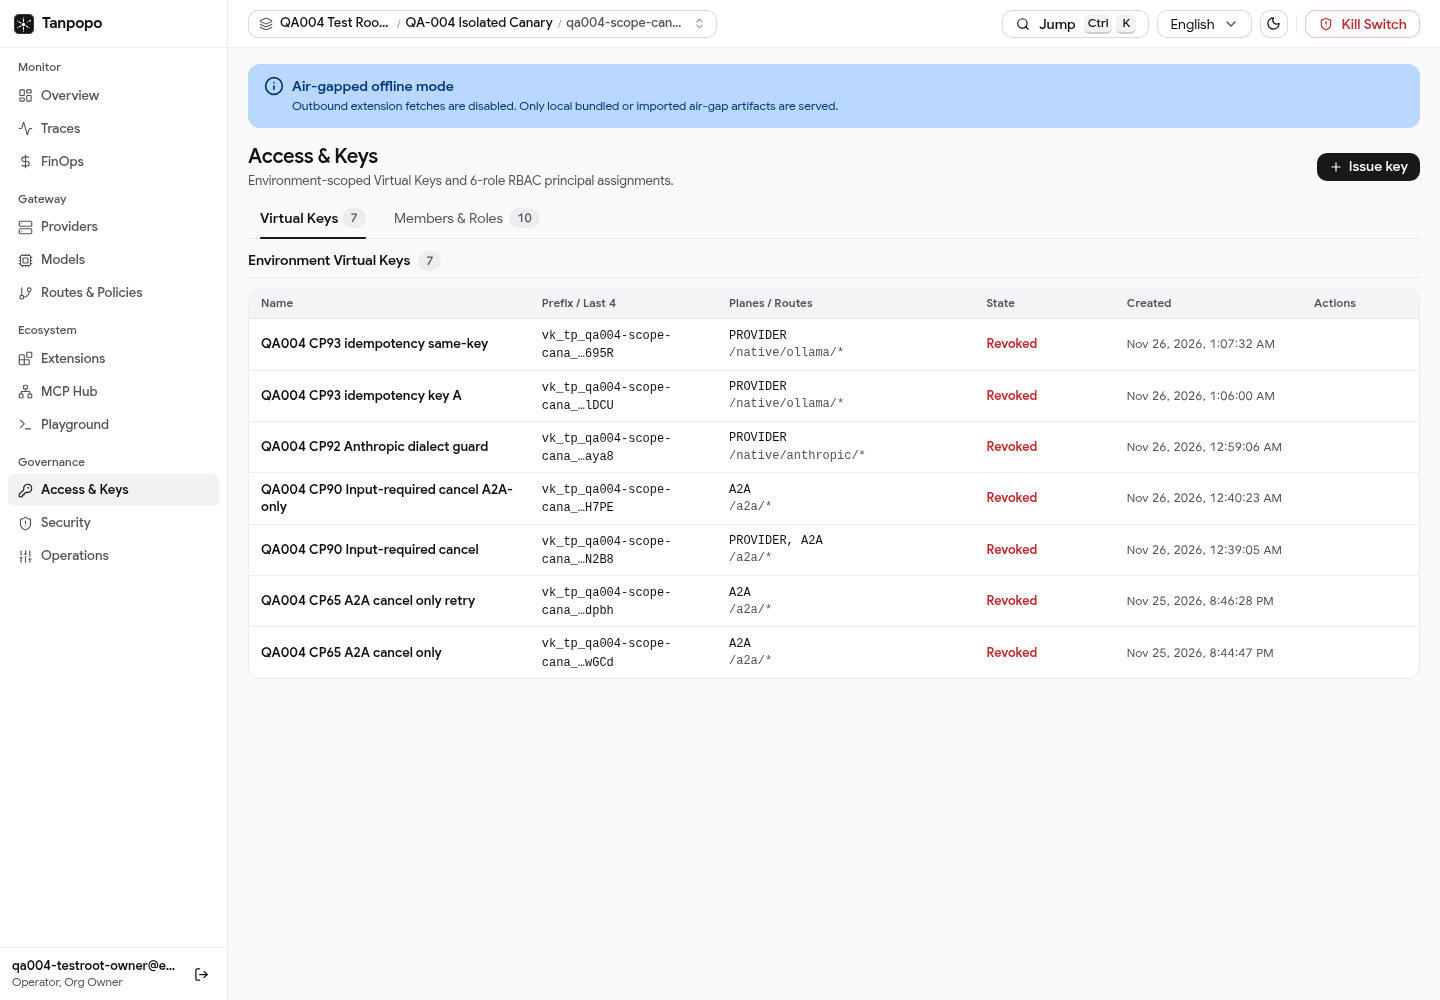 Tanpopo
QA004 Test Roo... / QA-004 Isolated Canary / qa004-scope-can...
Jump Ctrl K
English
Kill Switch
Monitor
Overview
Traces
FinOps
Gateway
Providers
Models
Routes & Policies
Ecosystem
Extensions
MCP Hub
Playground
Governance
Access & Keys
Security
Operations
qa004-testroot-owner@e...
Operator, Org Owner
Air-gapped offline mode
Outbound extension fetches are disabled. Only local bundled or imported air-gap artifacts are served.
Access & Keys
Environment-scoped Virtual Keys and 6-role RBAC principal assignments.
Issue key
Virtual Keys 7
Members & Roles 10
Environment Virtual Keys 7
Name Prefix / Last 4 Planes / Routes State Created Actions
QA004 CP93 idempotency same-key
vk_tp_qa004-scope-
cana_…695R
PROVIDER
/native/ollama/*
Revoked
Nov 26, 2026, 1:07:32 AM
QA004 CP93 idempotency key A
vk_tp_qa004-scope-
cana_…lDCU
PROVIDER
/native/ollama/*
Revoked
Nov 26, 2026, 1:06:00 AM
QA004 CP92 Anthropic dialect guard
vk_tp_qa004-scope-
cana_…aya8
PROVIDER
/native/anthropic/*
Revoked
Nov 26, 2026, 12:59:06 AM
QA004 CP90 Input-required cancel A2A-
only
vk_tp_qa004-scope-
cana_…H7PE
A2A
/a2a/*
Revoked
Nov 26, 2026, 12:40:23 AM
QA004 CP90 Input-required cancel
vk_tp_qa004-scope-
cana_…N2B8
PROVIDER, A2A
/a2a/*
Revoked
Nov 26, 2026, 12:39:05 AM
QA004 CP65 A2A cancel only retry
vk_tp_qa004-scope-
cana_…dpbh
A2A
/a2a/*
Revoked
Nov 25, 2026, 8:46:28 PM
QA004 CP65 A2A cancel only
vk_tp_qa004-scope-
cana_…wGCd
A2A
/a2a/*
Revoked
Nov 25, 2026, 8:44:47 PM